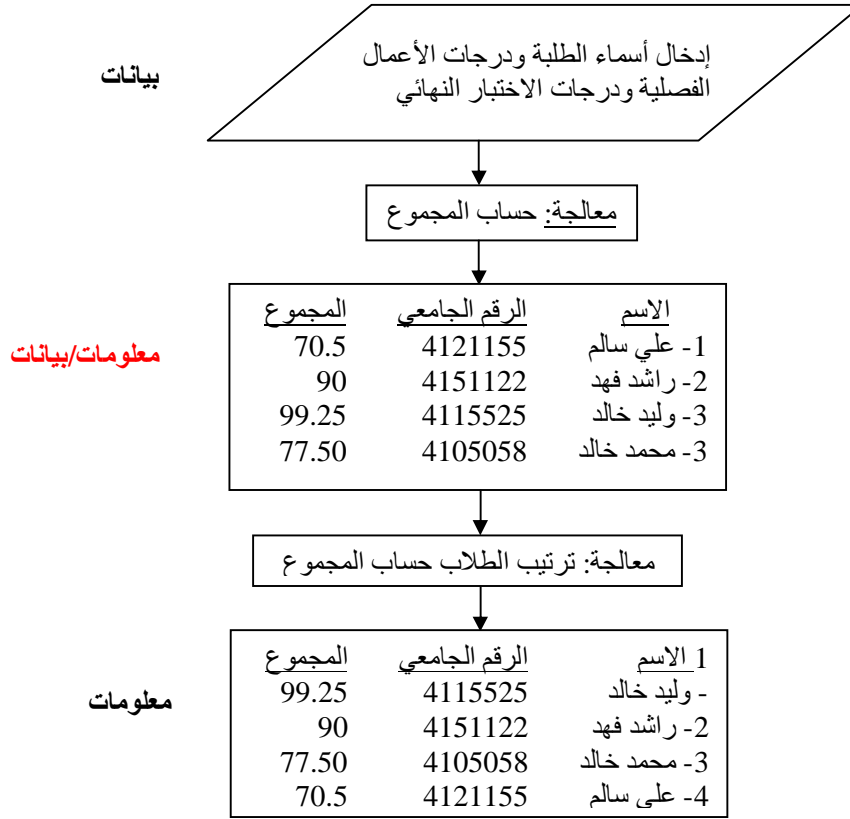 إدخال أسماء الطلبة ودرجات الأعمال
الفصلية ودرجات الاختبار النهائي
بيانات
معالجة: حساب المجموع
الاسم الرقم الجامعي المجموع
1- علي سالم 4121155 70.5
2- راشد فهد 4151122 90
3- وليد خالد 4115525 99.25
3- محمد خالد 4105058 77.50
معلومات/بيانات
معالجة: ترتيب الطلاب حساب المجموع
1 الاسم الرقم الجامعي المجموع
- وليد خالد 4115525 99.25
2- راشد فهد 4151122 90
3- محمد خالد 4105058 77.50
4- علي سالم 4121155 70.5
معلومات